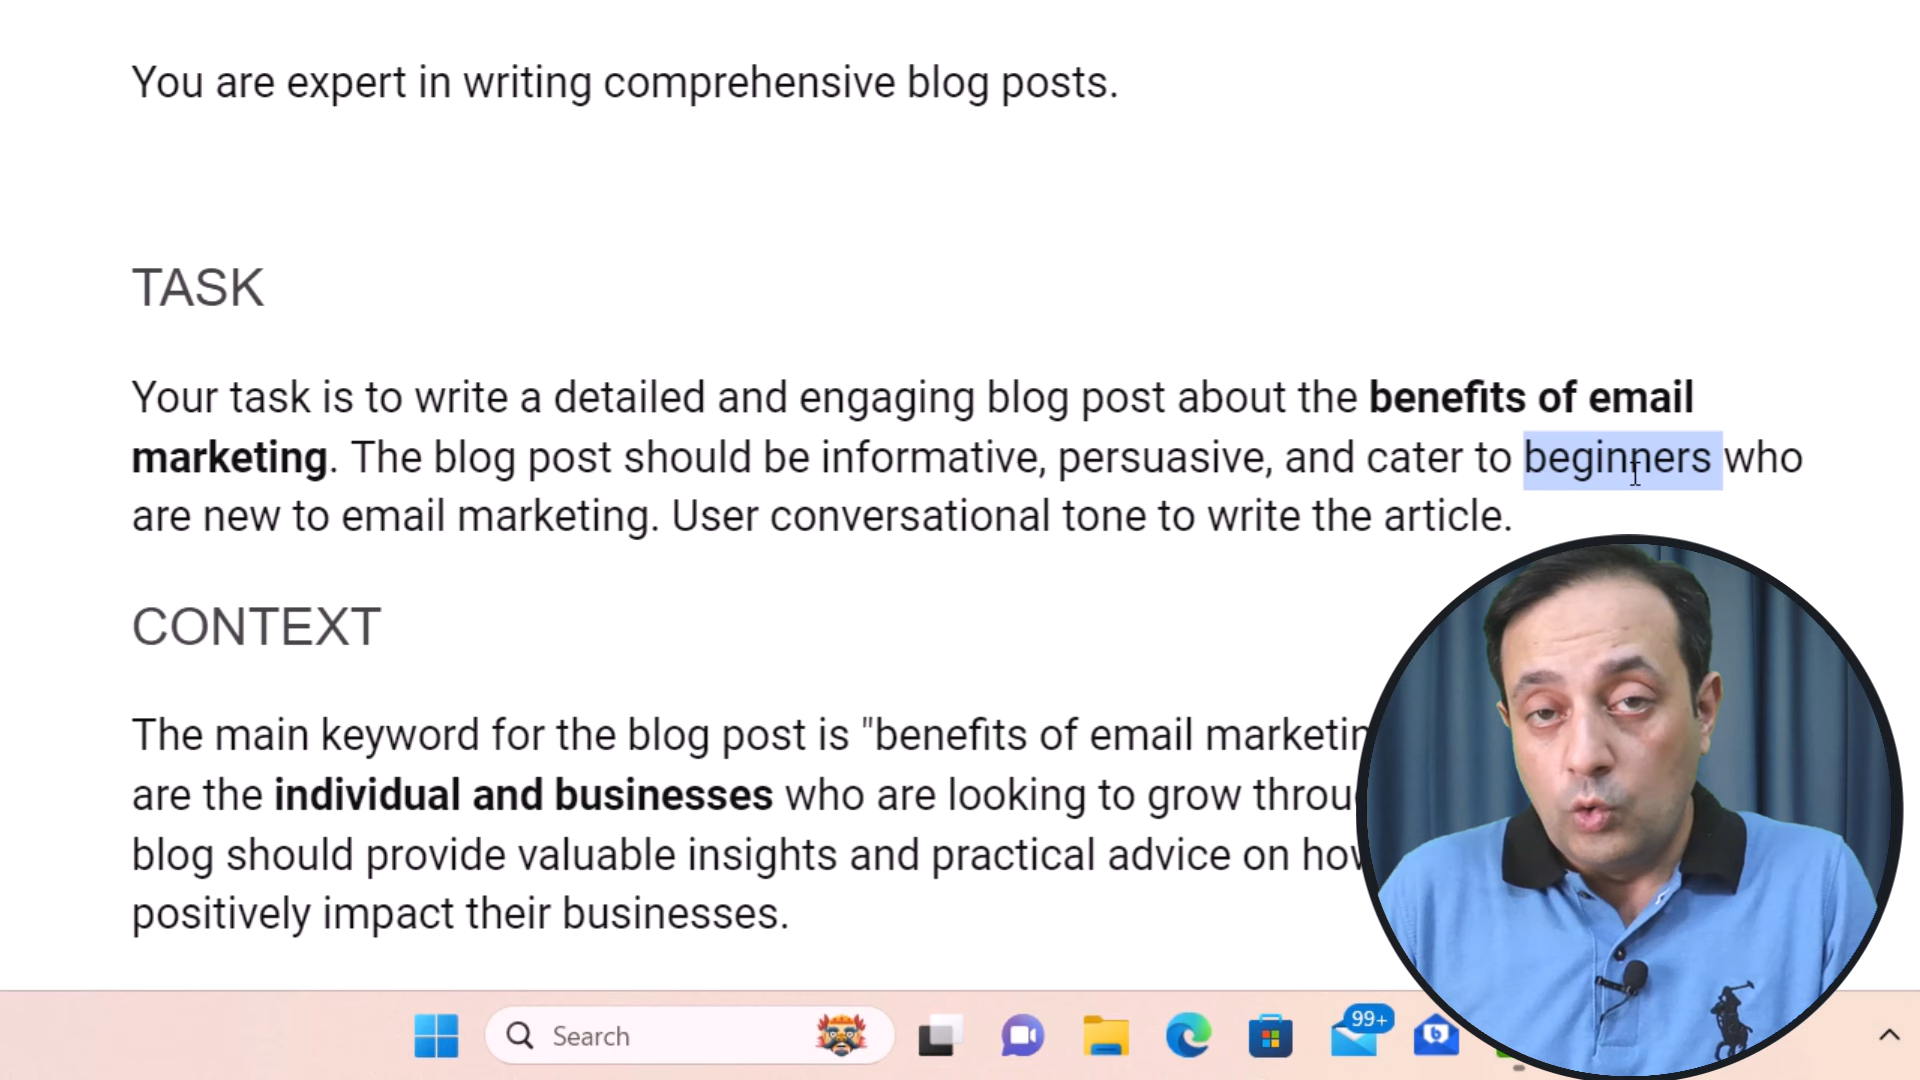 You are expert in writing comprehensive blog posts.
TASK
Your task is to write a detailed and engaging blog post about the benefits of email
marketing. The blog post should be informative, persuasive, and cater to beginners who
are new to email marketing. User conversational tone to write the article.
CONTEXT
The main keyword for the blog post is "benefits of email
are the individual and businesses who are looking to grow
blog should provide valuable insights and practical advice on
positively impact their businesses.
Search
99+